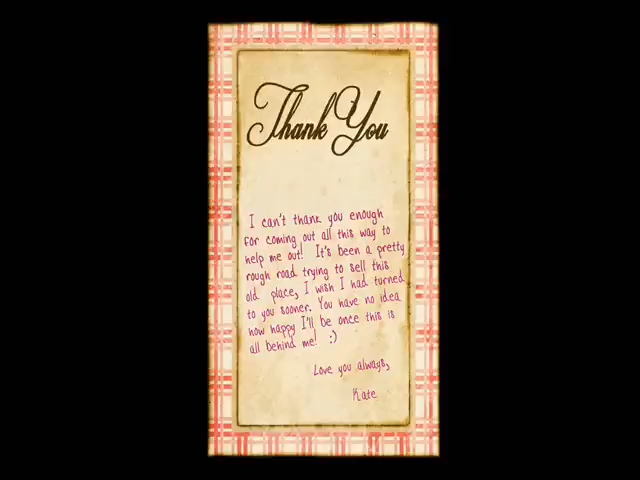 Thank You
I can't thank you enough
for coming out all this way to
help me out! It's been a pretty
rough road trying to sell this
old place, I wish I had turned
to you sooner. You have no idea
how happy I'll be once this is
all behind me! :)
Love you always,
Kate